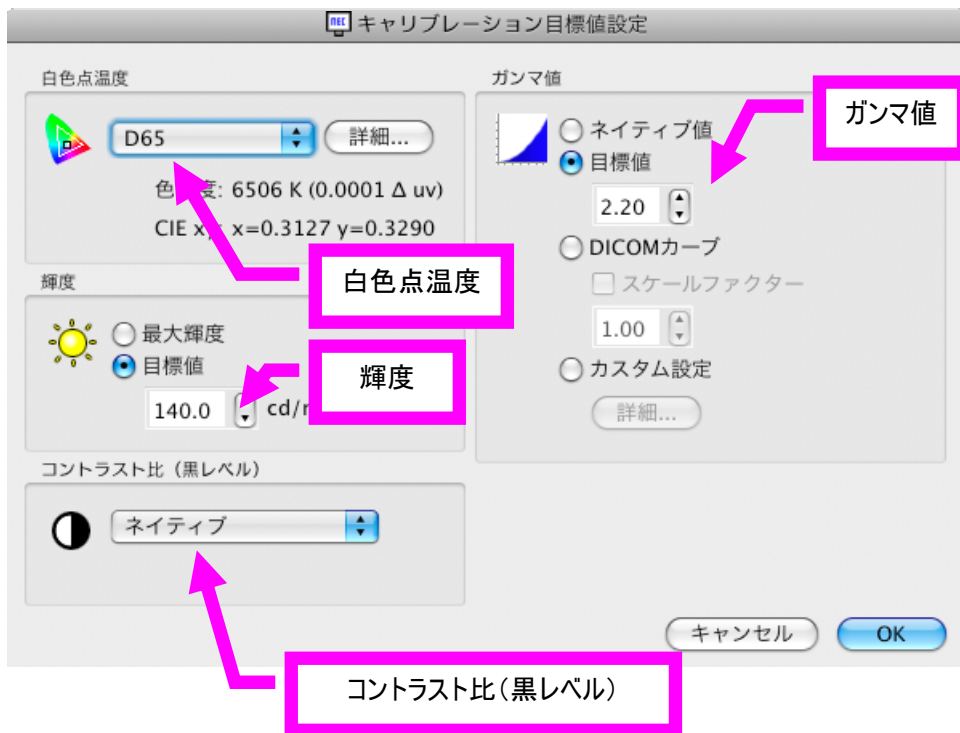 NEC キャリブレーション目標値設定
白色点温度
D65
詳細...
色 度: 6506 K (0.0001 Δ uv)
CIE xy: x=0.3127 y=0.3290
白色点温度
輝度
最大輝度
目標値
140.0 cd/
輝度
コントラスト比（黒レベル）
ネイティブ
コントラスト比（黒レベル）
ガンマ値
ガンマ値
ネイティブ値
目標値
2.20
DICOMカーブ
スケールファクター
1.00
カスタム設定
詳細...
キャンセル
OK